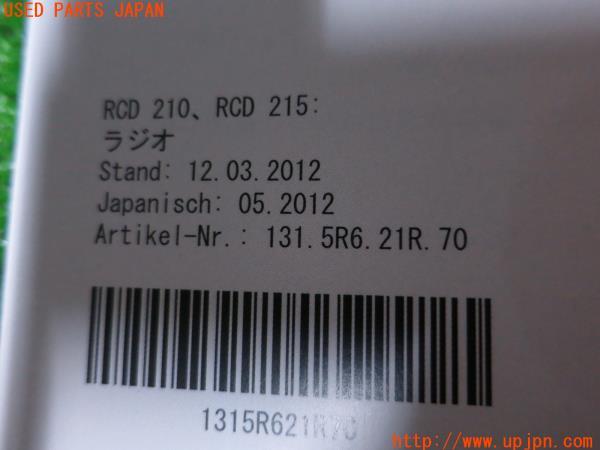 USED PARTS JAPAN
RCD 210、RCD 215:
ラジオ
Stand: 12.03.2012
Japanisch: 05.2012
Artikel-Nr.: 131.5R6.21R.70
1315R621R70
http://www.upjpn.com/